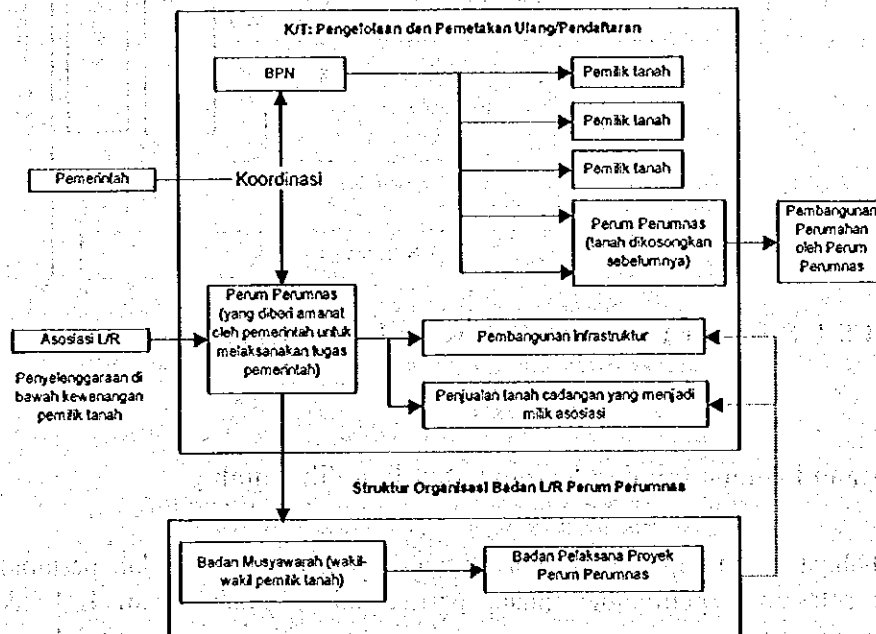 K/T: Pengelolaan dan Pemetakan Ulang/Pendaftaran
BPN
Pemilik tanah
Pemilik tanah
Pemilik tanah
Pemerintah
Koordinasi
Perum Perumnas
(tanah dikosongkan
sebelumnya)
Pembangunan
Perumahan
oleh Perum
Perumnas
Perum Perumnas
(yang diberi amanat
oleh pemerintah untuk
melaksanakan tugas
pemerintah)
Asosiasi L/R
Penyelenggaraan di
bawah kewenangan
pemilik tanah
Pembangunan infrastruktur
Penjualan tanah cadangan yang menjadi
milik asosiasi
Struktur Organisasi Badan L/R Perum Perumnas
Badan Musyawarah (wakil-
wakil pemilik tanah)
Badan Pelaksana Proyek
Perum Perumnas